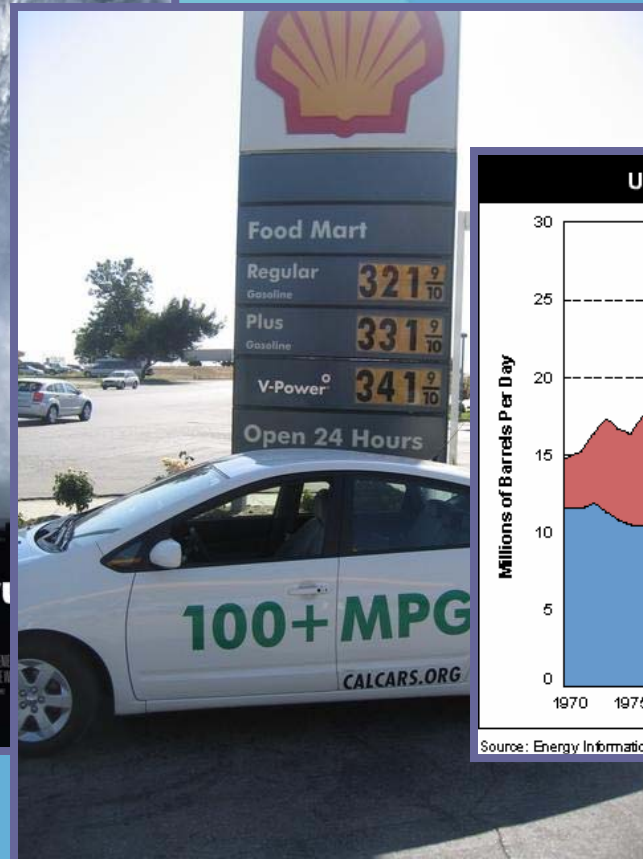 Food Mart
Regular
Gasoline
321 9/10
Plus
Gasoline
331 9/10
V-Power
341 9/10
Open 24 Hours
100+ MPG
CALCARS.ORG
30
25
20
15
10
5
0
Millions of Barrels Per Day
1970
Source: Energy